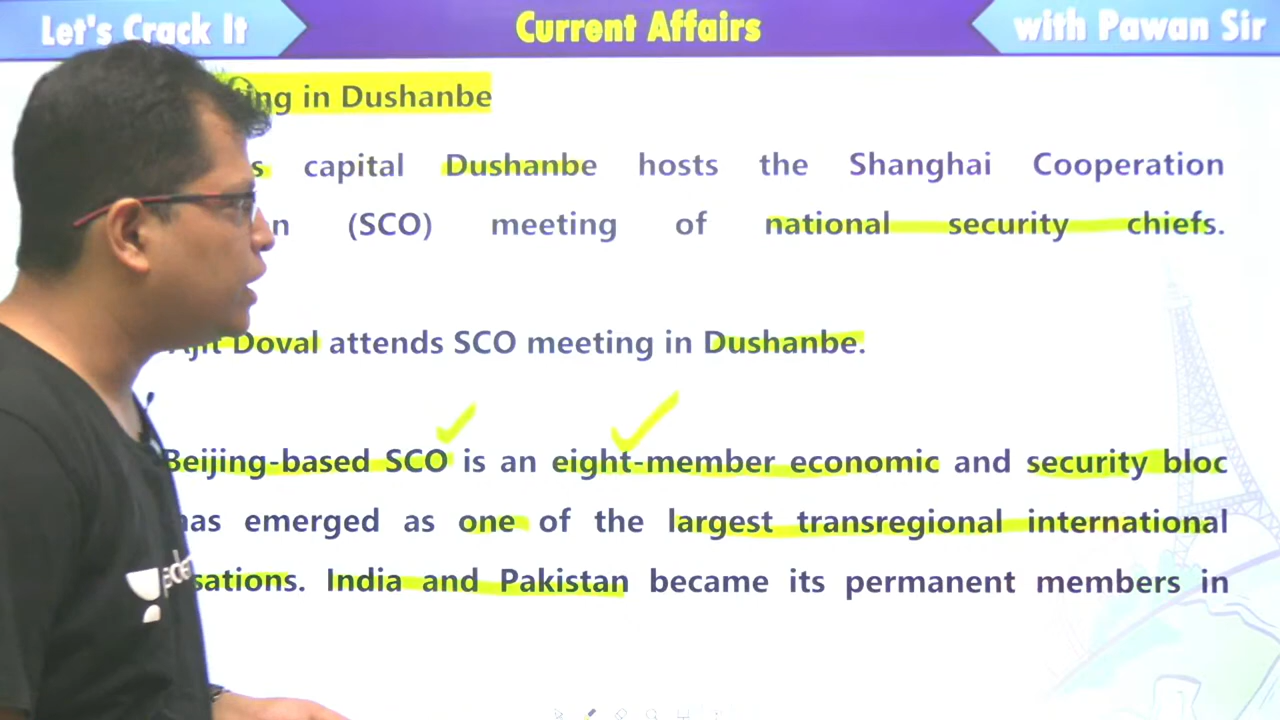 Let's Crack It
Current Affairs
with Pawan Sir
in Dushanbe
capital Dushanbe hosts the Shanghai Cooperation
(SCO) meeting of national security chiefs.
Ajit Doval attends SCO meeting in Dushanbe.
Beijing-based SCO is an eight-member economic and security bloc
has emerged as one of the largest transregional international
India and Pakistan became its permanent members in